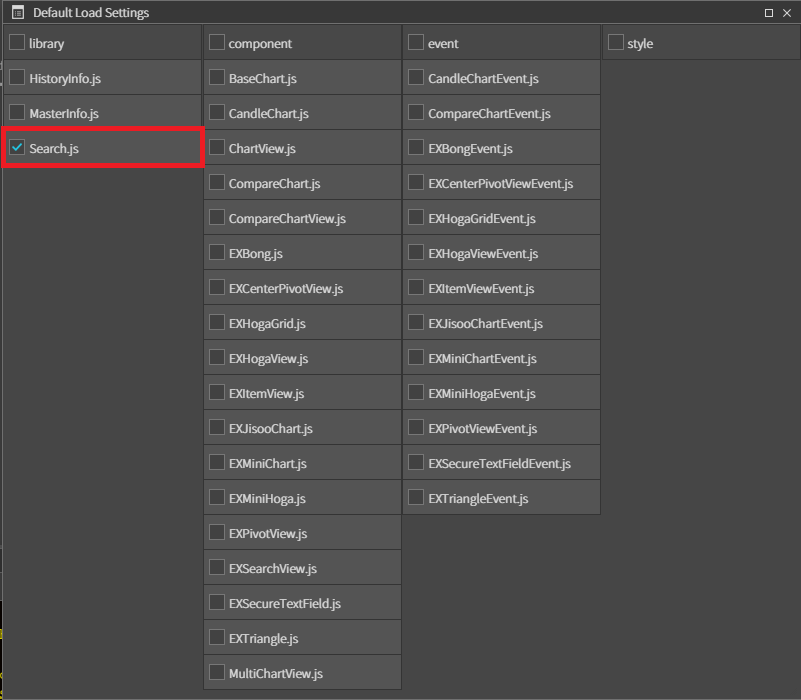 Default Load Settings
library
component
event
style
HistoryInfo.js
BaseChart.js
CandleChartEvent.js
MasterInfo.js
CandleChart.js
CompareChartEvent.js
Search.js
ChartView.js
EXBongEvent.js
CompareChart.js
EXCenterPivotViewEvent.js
CompareChartView.js
EXHogaGridEvent.js
EXBong.js
EXHogaViewEvent.js
EXCenterPivotView.js
EXItemViewEvent.js
EXHogaGrid.js
EXJisooChartEvent.js
EXHogaView.js
EXMiniChartEvent.js
EXItemView.js
EXMiniHogaEvent.js
EXJisooChart.js
EXPivotViewEvent.js
EXMiniChart.js
EXSecureTextFieldEvent.js
EXMiniHoga.js
EXTriangleEvent.js
EXPivotView.js
EXSearchView.js
EXSecureTextField.js
EXTriangle.js
MultiChartView.js